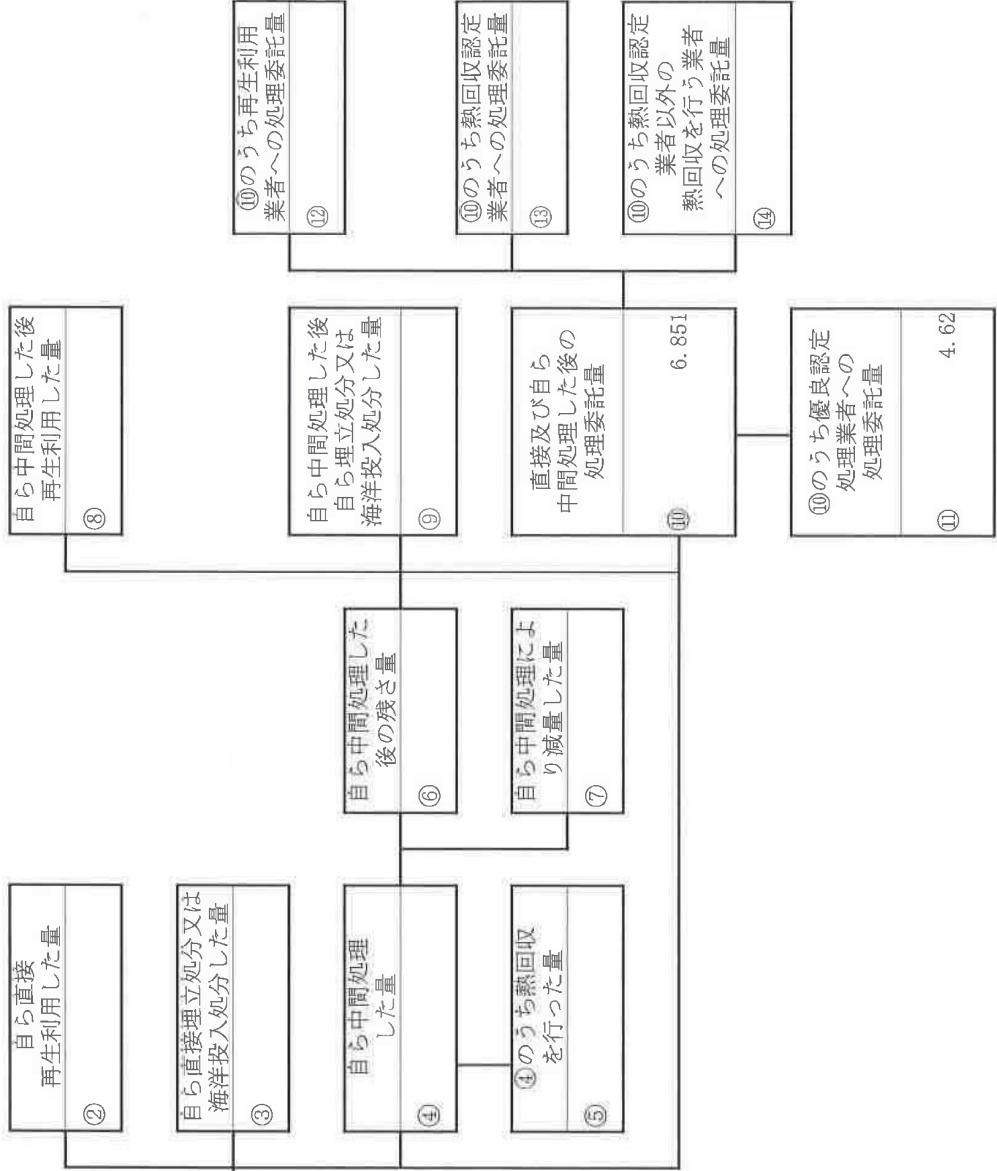 自ら直接
再生利用した量
②
自ら直接埋立処分又は
海洋投入処分した量
③
自ら中間処理
した量
④
④のうち熱回収
を行った量
⑤
自ら中間処理した
後の残さ量
⑥
自ら中間処理によ
り減量した量
⑦
自ら中間処理した後
再生利用した量
⑧
自ら中間処理した後
自ら埋立処分又は
海洋投入処分した量
⑨
直接及び自ら
中間処理した後の
処理委託量
⑩
6.851
⑩のうち優良認定
処理業者への
処理委託量
⑪
4.62
⑩のうち再生利用
業者への処理委託量
⑫
⑩のうち熱回収認定
業者への処理委託量
⑬
⑩のうち熱回収認定
業者以外の
熱回収を行う業者
への処理委託量
⑭